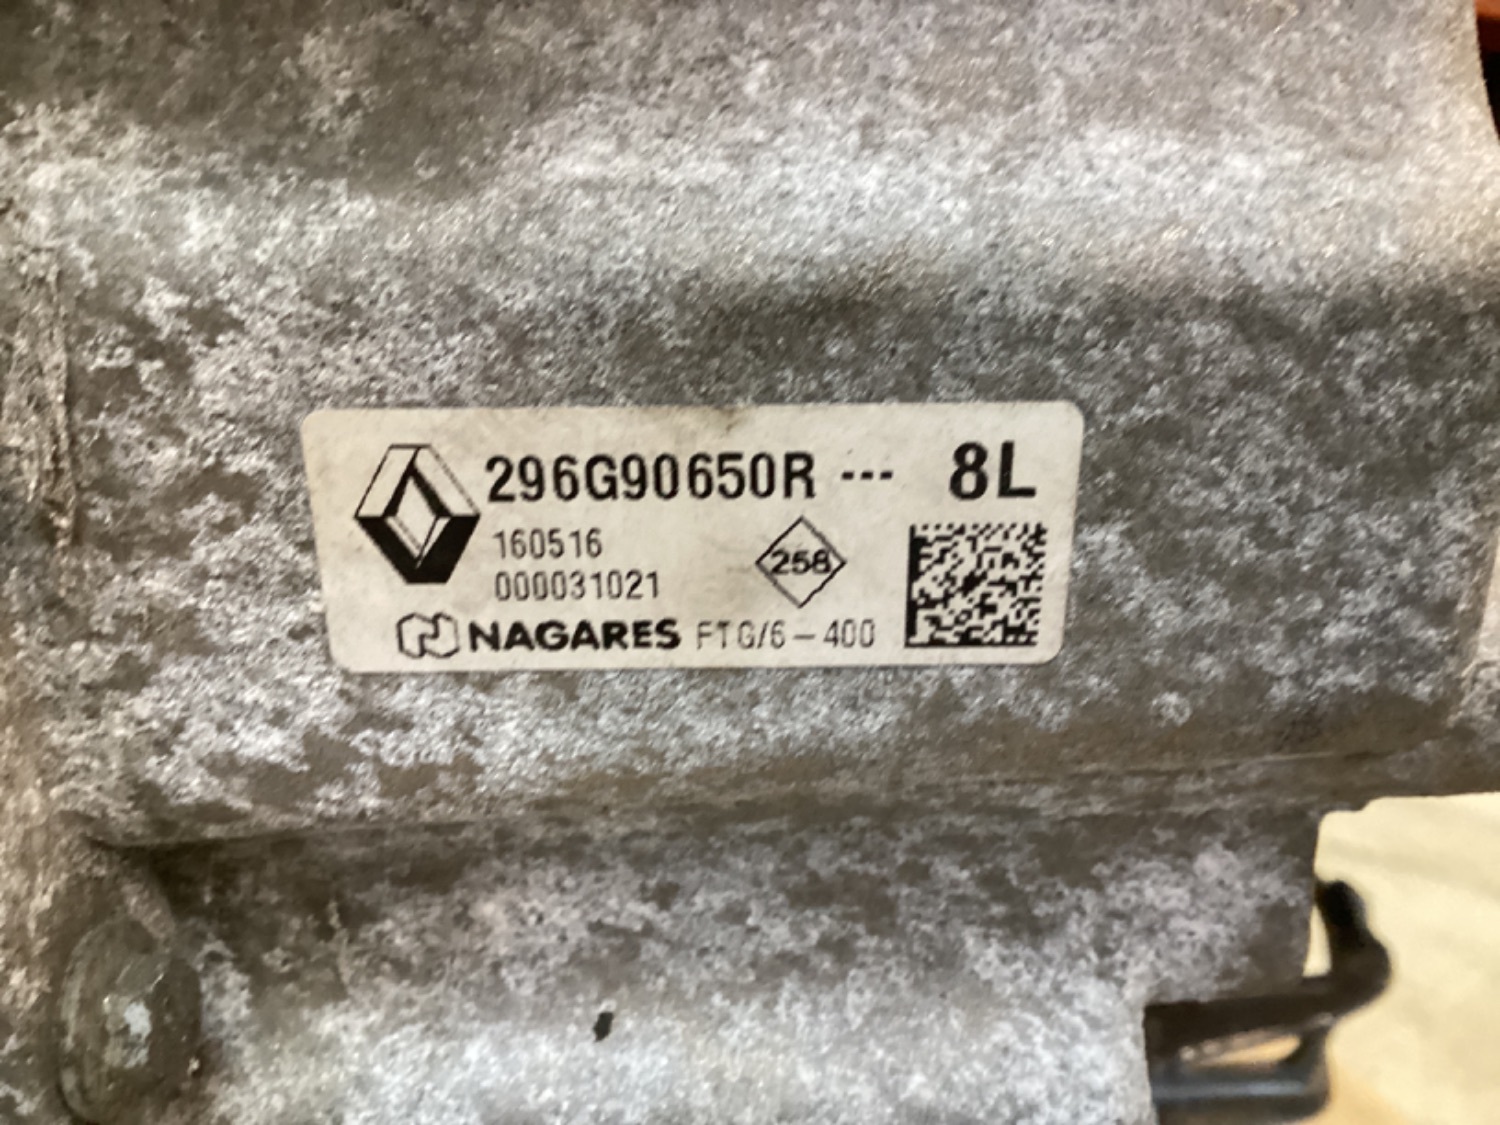 296G90650R --- 8L
160516
258
000031021
NAGARES FTG/6-400